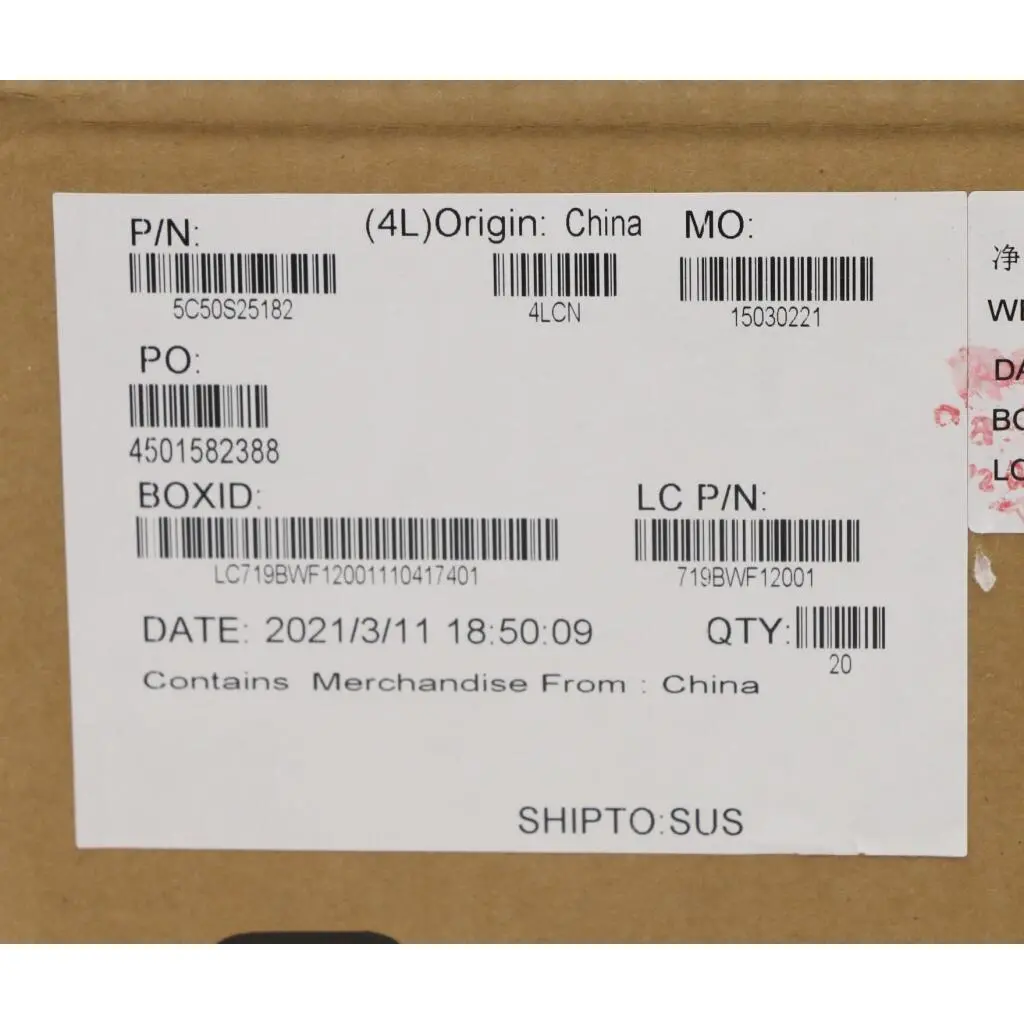 P/N: (4L)Origin: China MO:
5C50S25182 4LCN 15030221
PO:
4501582388
BOXID: LC P/N:
LC719BWF12001110417401 719BWF12001
DATE: 2021/3/11 18:50:09 QTY:
20
Contains Merchandise From : China
SHIPTO:SUS
净
WE
DA
BO
LC